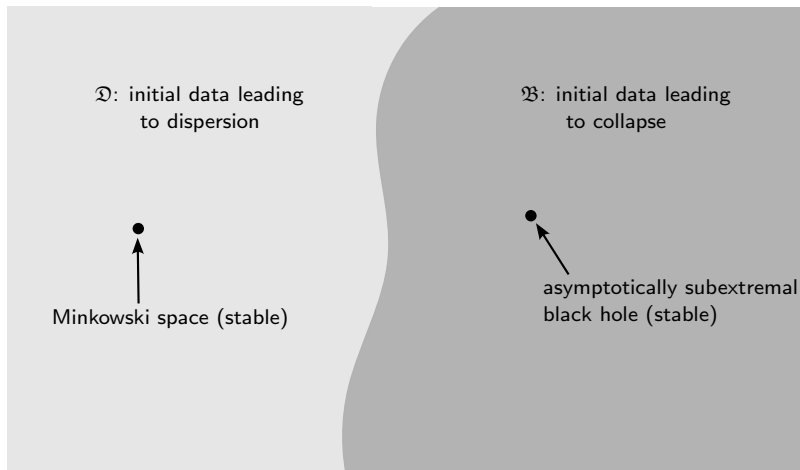 𝔇: initial data leading
to dispersion
𝔅: initial data leading
to collapse
Minkowski space (stable)
asymptotically subextremal
black hole (stable)